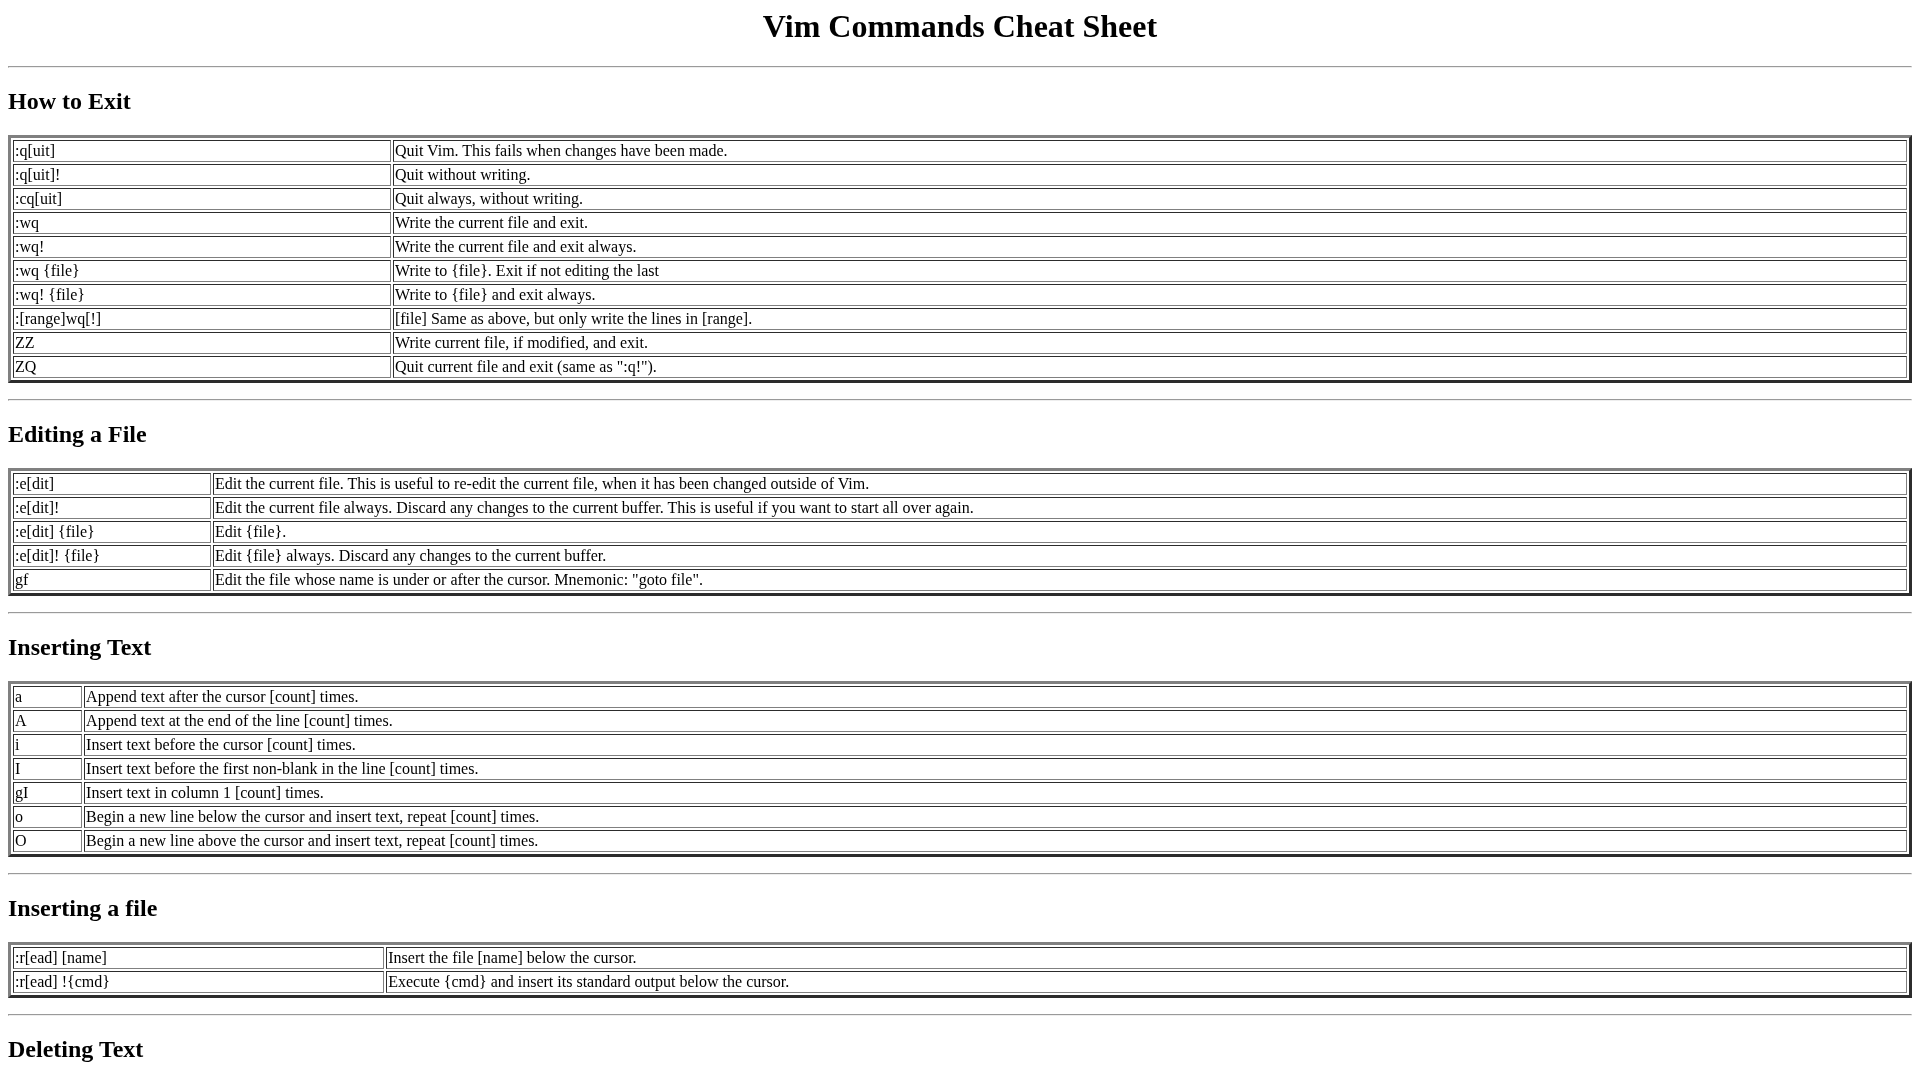 Vim Commands Cheat Sheet
How to Exit
:q[uit] Quit Vim. This fails when changes have been made.
:q[uit]! Quit without writing.
:cq[uit] Quit always, without writing.
:wq Write the current file and exit.
:wq! Write the current file and exit always.
:wq {file} Write to {file}. Exit if not editing the last
:wq! {file} Write to {file} and exit always.
:[range]wq[!] [file] Same as above, but only write the lines in [range].
ZZ Write current file, if modified, and exit.
ZQ Quit current file and exit (same as ":q!").
Editing a File
:e[dit] Edit the current file. This is useful to re-edit the current file, when it has been changed outside of Vim.
:e[dit]! Edit the current file always. Discard any changes to the current buffer. This is useful if you want to start all over again.
:e[dit] {file} Edit {file}.
:e[dit]! {file} Edit {file} always. Discard any changes to the current buffer.
gf Edit the file whose name is under or after the cursor. Mnemonic: "goto file".
Inserting Text
a Append text after the cursor [count] times.
A Append text at the end of the line [count] times.
i Insert text before the cursor [count] times.
I Insert text before the first non-blank in the line [count] times.
gI Insert text in column 1 [count] times.
o Begin a new line below the cursor and insert text, repeat [count] times.
O Begin a new line above the cursor and insert text, repeat [count] times.
Inserting a file
:r[ead] [name] Insert the file [name] below the cursor.
:r[ead] !{cmd} Execute {cmd} and insert its standard output below the cursor.
Deleting Text